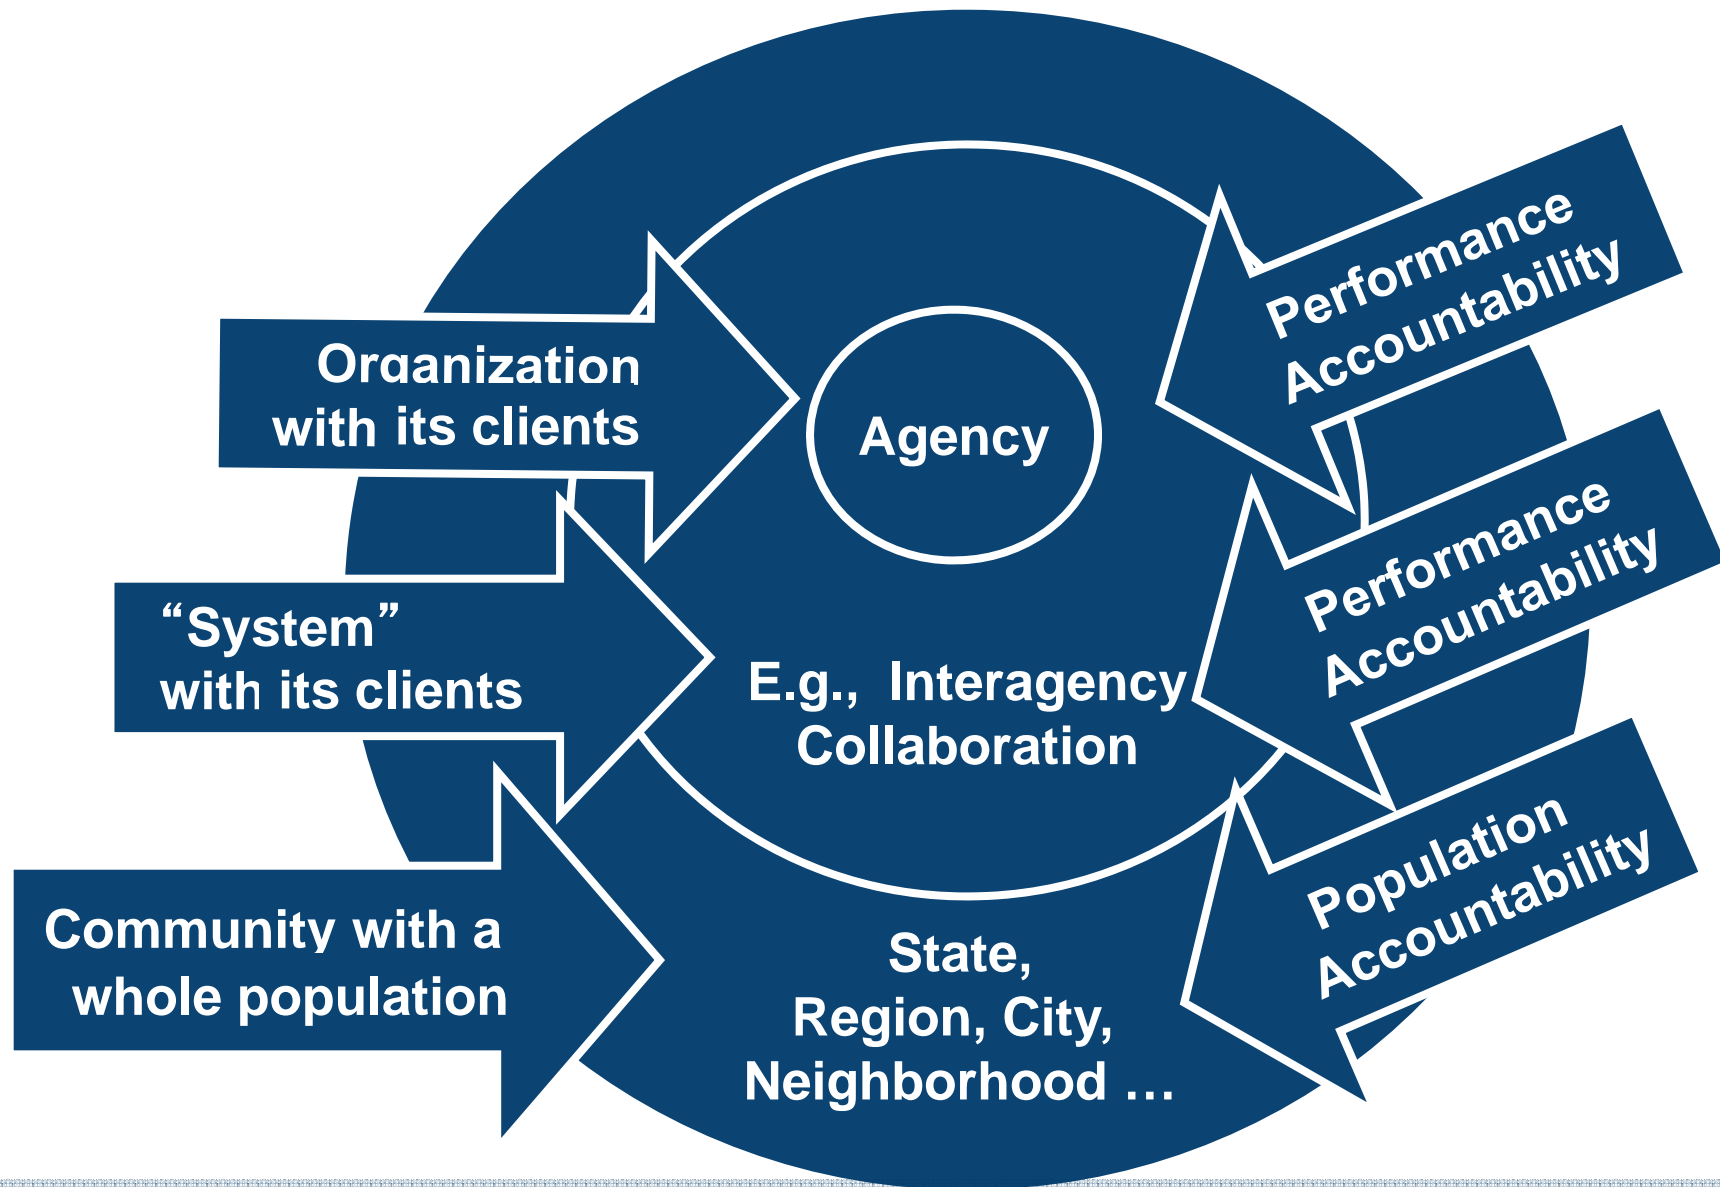 Organization
with its clients
Agency
Performance
Accountability
“System”
with its clients
E.g., Interagency
Collaboration
Performance
Accountability
Community with a
whole population
State,
Region, City,
Neighborhood …
Population
Accountability